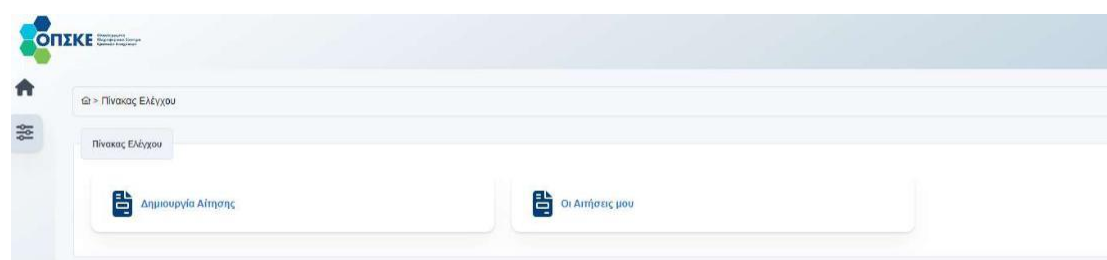 ΟΠΣΚΕ
> Πίνακας Ελέγχου
Πίνακας Ελέγχου
Δημιουργία Αίτησης
Οι Αιτήσεις μου